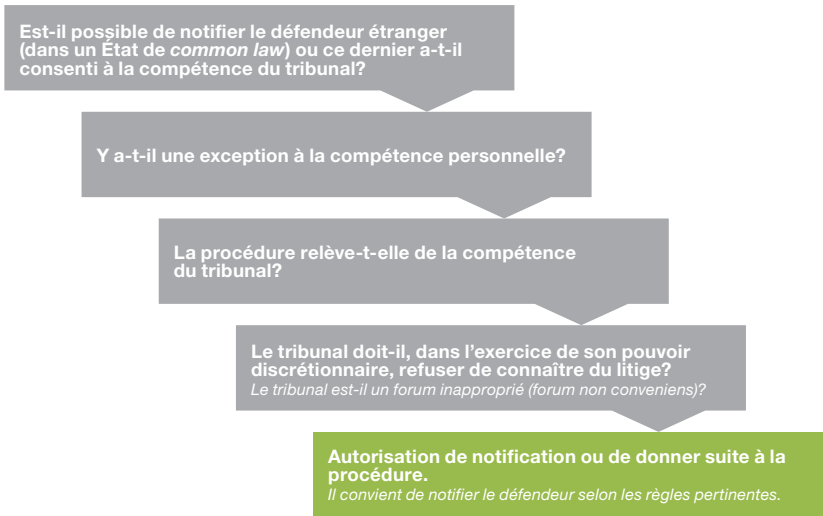 Est-il possible de notifier le défendeur étranger
(dans un État de common law) ou ce dernier a-t-il
consenti à la compétence du tribunal?
Y a-t-il une exception à la compétence personnelle?
La procédure relève-t-elle de la compétence
du tribunal?
Le tribunal doit-il, dans l’exercice de son pouvoir
discrétionnaire, refuser de connaître du litige?
Le tribunal est-il un forum inapproprié (forum non conveniens)?
Autorisation de notification ou de donner suite à la
procédure.
Il convient de notifier le défendeur selon les règles pertinentes.